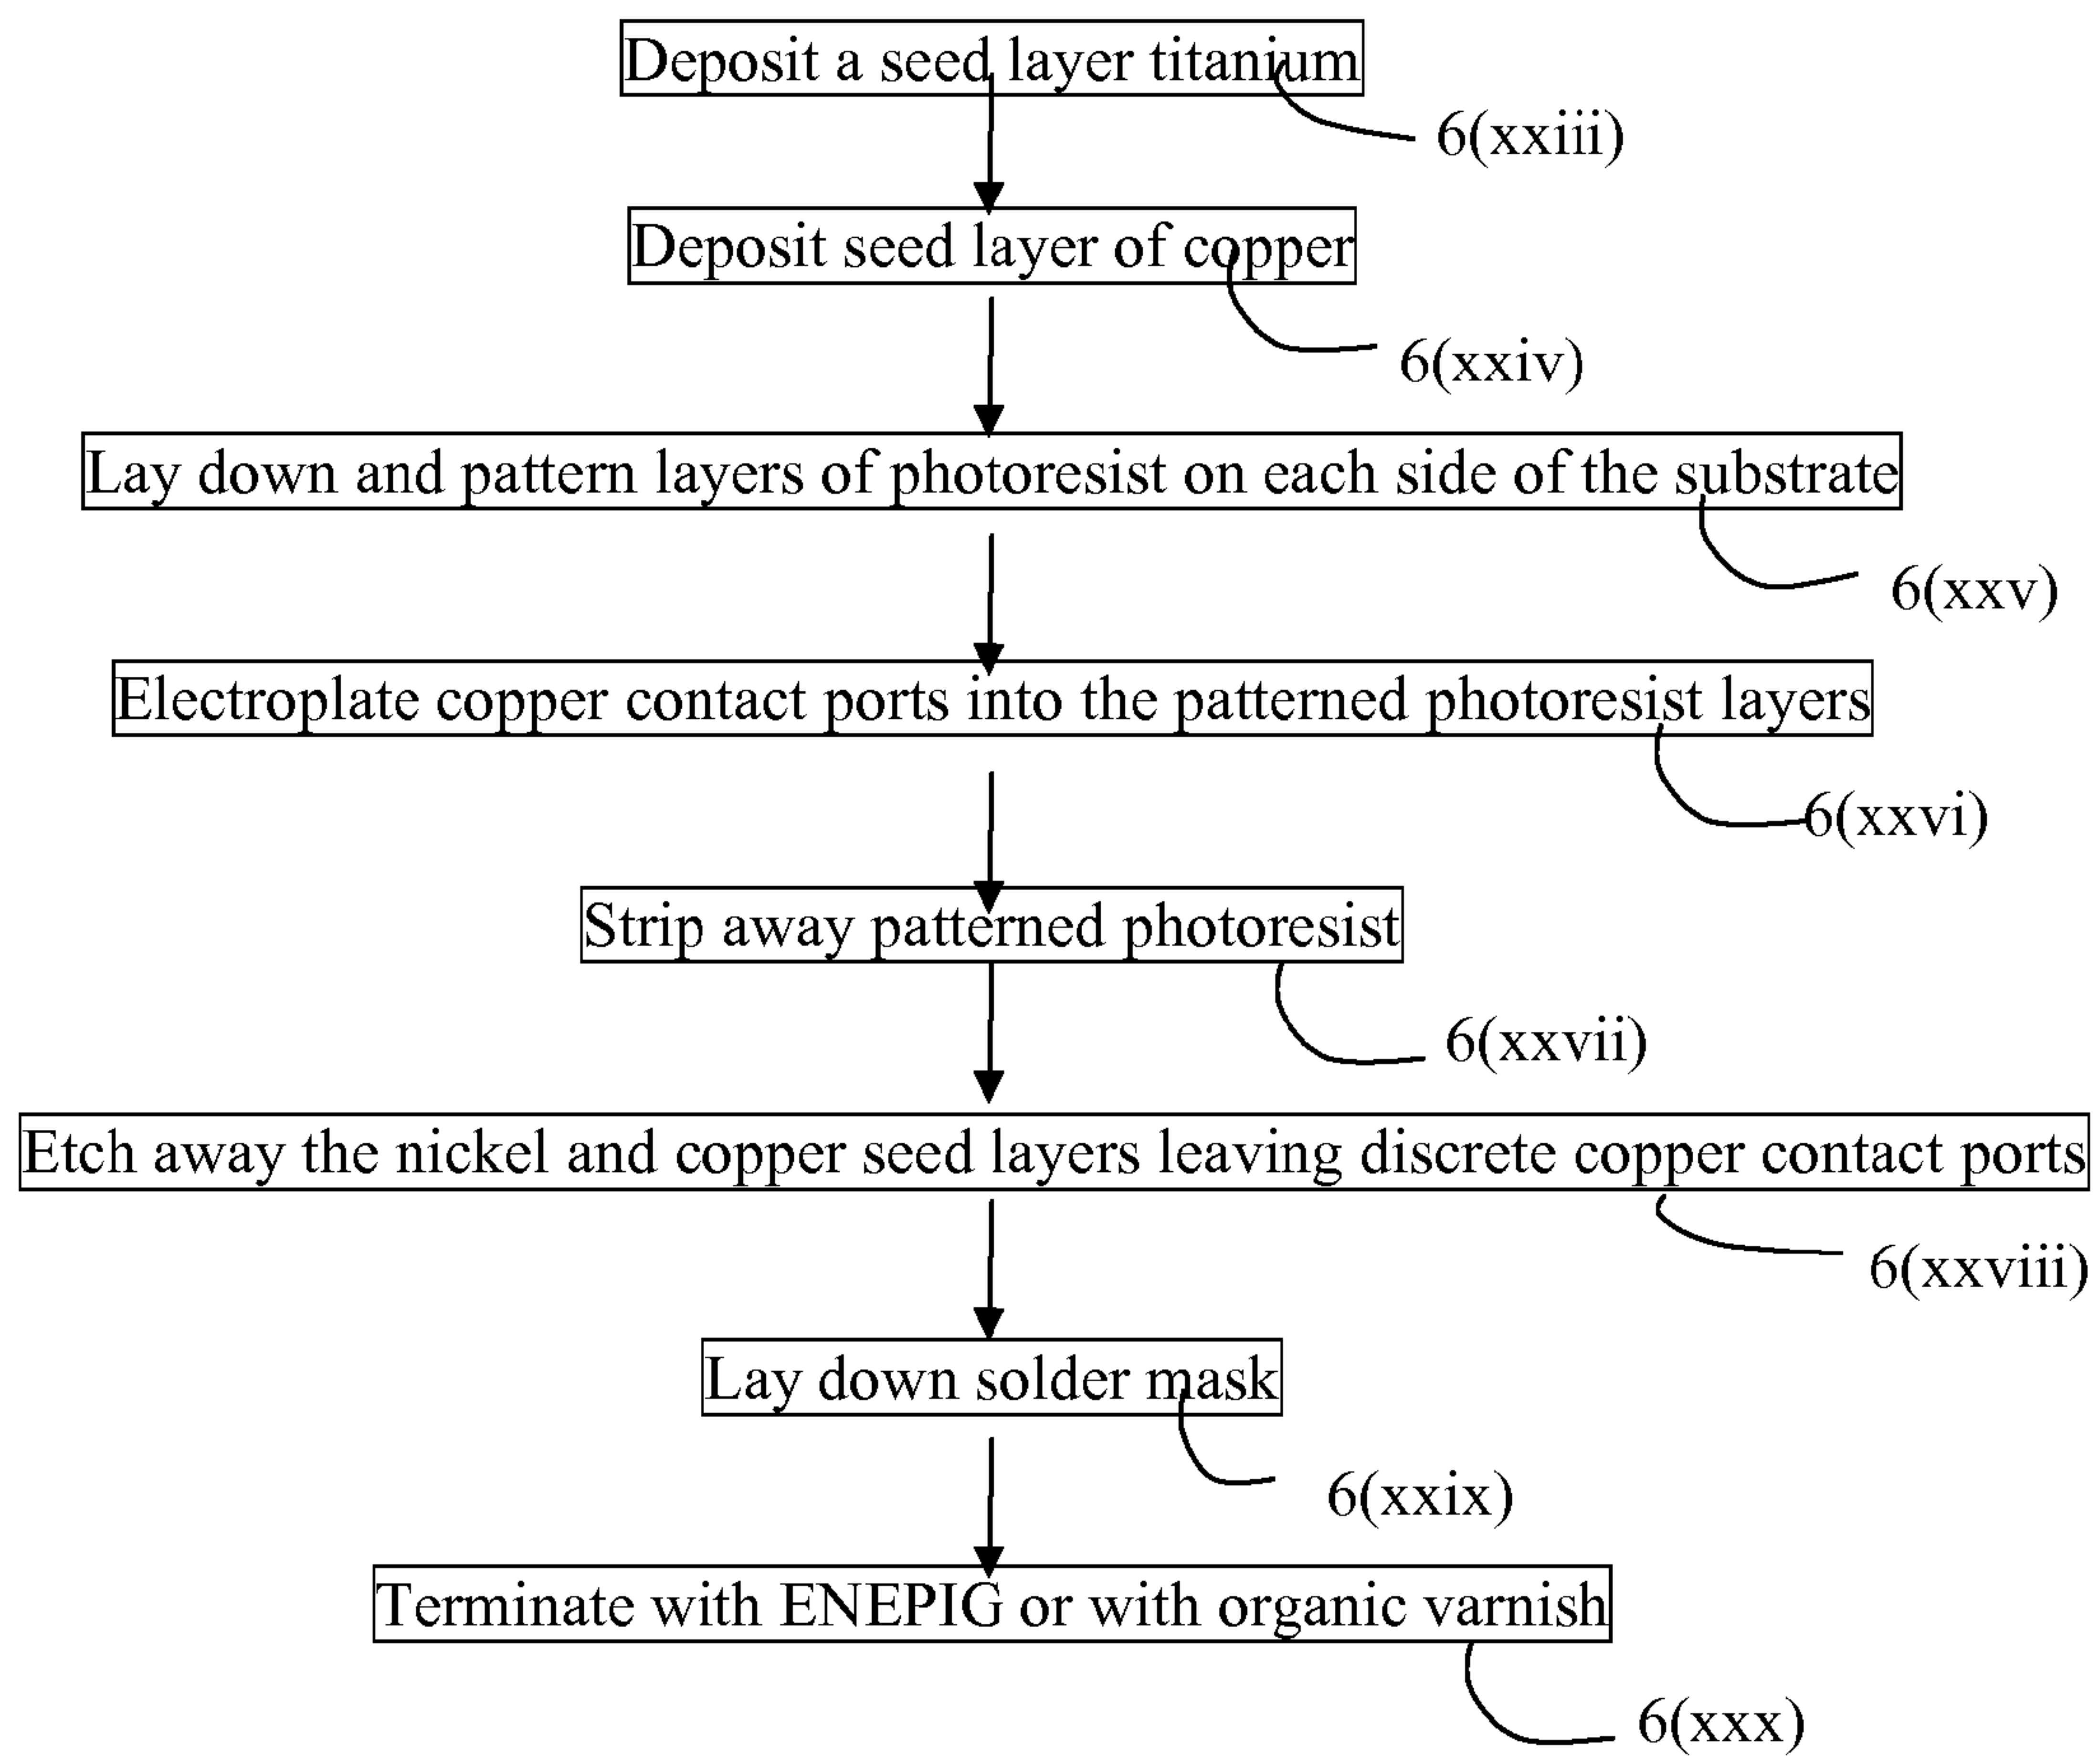 Deposit a seed layer titanium
6(xxiii)
Deposit seed layer of copper
6(xxiv)
Lay down and pattern layers of photoresist on each side of the substrate
6(xxv)
Electroplate copper contact ports into the patterned photoresist layers
6(xxvi)
Strip away patterned photoresist
6(xxvii)
Etch away the nickel and copper seed layers leaving discrete copper contact ports
6(xxviii)
Lay down solder mask
6(xxix)
Terminate with ENEPIG or with organic varnish
6(xxx)